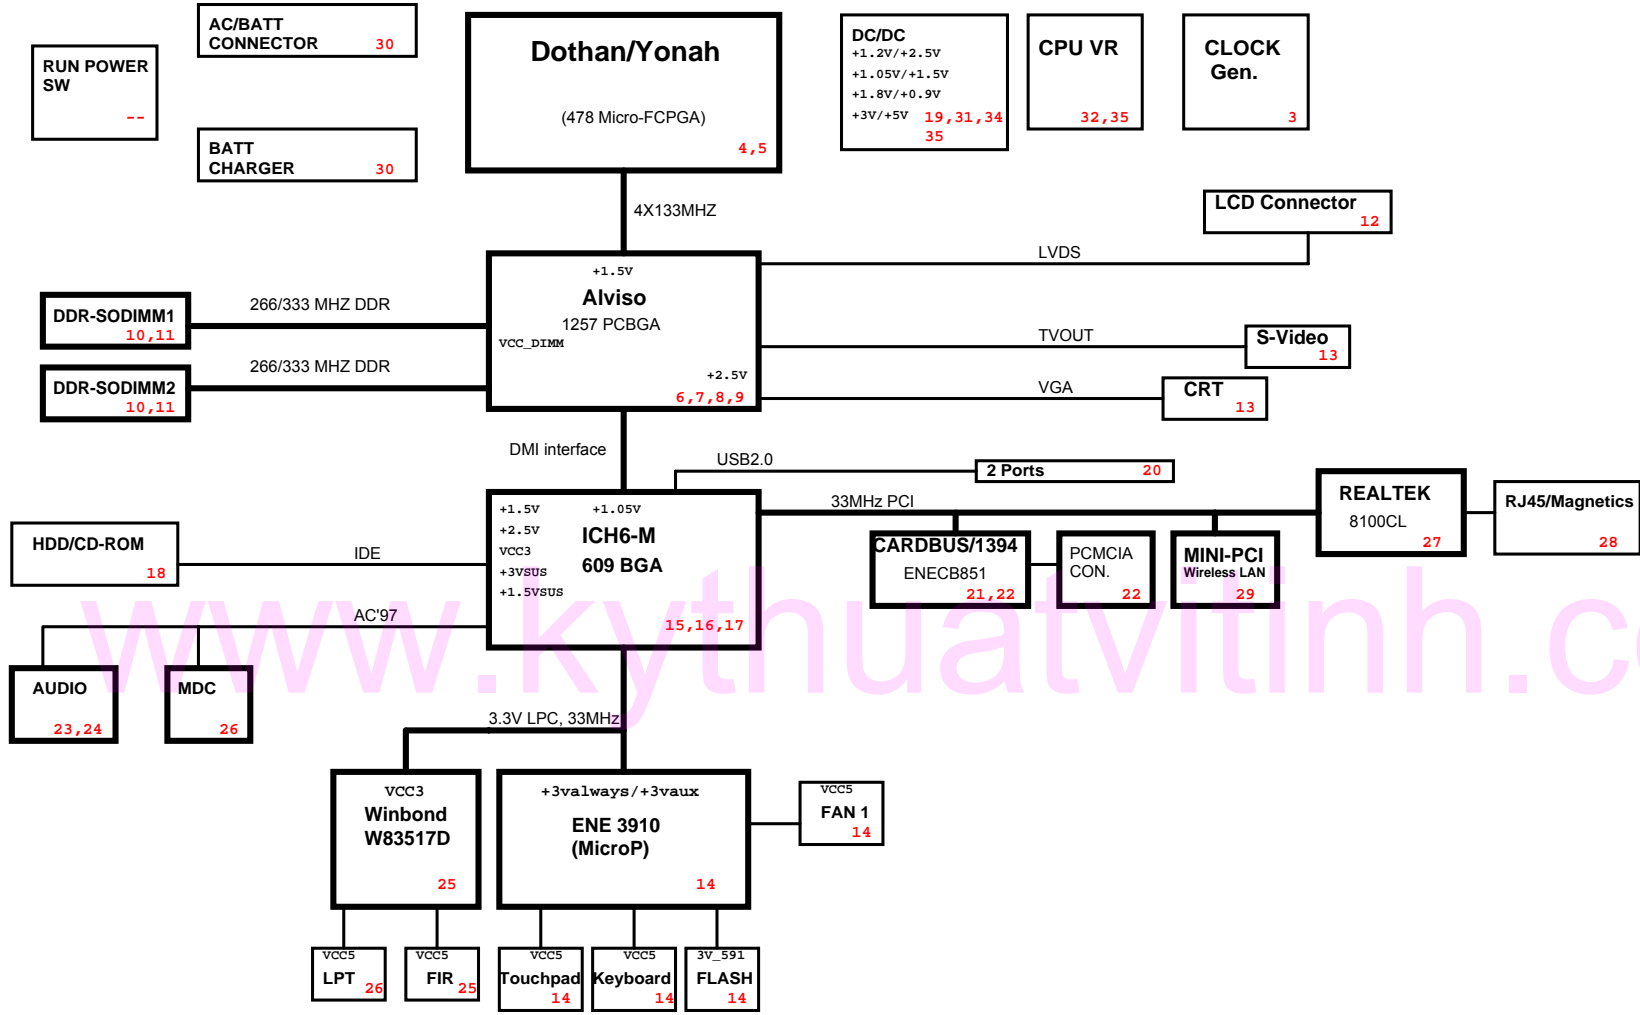 AC/BATT
CONNECTOR 30
RUN POWER
SW
--
BATT
CHARGER 30
Dothan/Yonah
(478 Micro-FCPGA)
4,5
DC/DC
+1.2V/+2.5V
+1.05V/+1.5V
+1.8V/+0.9V
+3V/+5V 19,31,34
35
CPU VR
32,35
CLOCK
Gen.
3
4X133MHZ
LCD Connector
12
LVDS
+1.5V
Alviso
1257 PCBGA
VCC_DIMM
+2.5V
6,7,8,9
DDR-SODIMM1
10,11
266/333 MHZ DDR
DDR-SODIMM2
10,11
266/333 MHZ DDR
TVOUT
S-Video
13
VGA
CRT
13
DMI interface
USB2.0
2 Ports 20
33MHz PCI
+1.5V +1.05V
+2.5V
VCC3
+3VSUS
+1.5VSUS
ICH6-M
609 BGA
15,16,17
HDD/CD-ROM
18
IDE
AC'97
CARDBUS/1394
ENECB851
21,22
PCMCIA
CON.
22
MINI-PCI
Wireless LAN
29
REALTEK
8100CL
27
RJ45/Magnetics
28
www.kythuatvitinh.c
AUDIO
23,24
MDC
26
3.3V LPC, 33MHz
VCC3
Winbond
W83517D
25
+3valways/+3vaux
ENE 3910
(MicroP)
14
VCC5
FAN 1
14
VCC5
LPT
26
VCC5
FIR
25
VCC5
Touchpad
14
VCC5
Keyboard
14
3V_591
FLASH
14